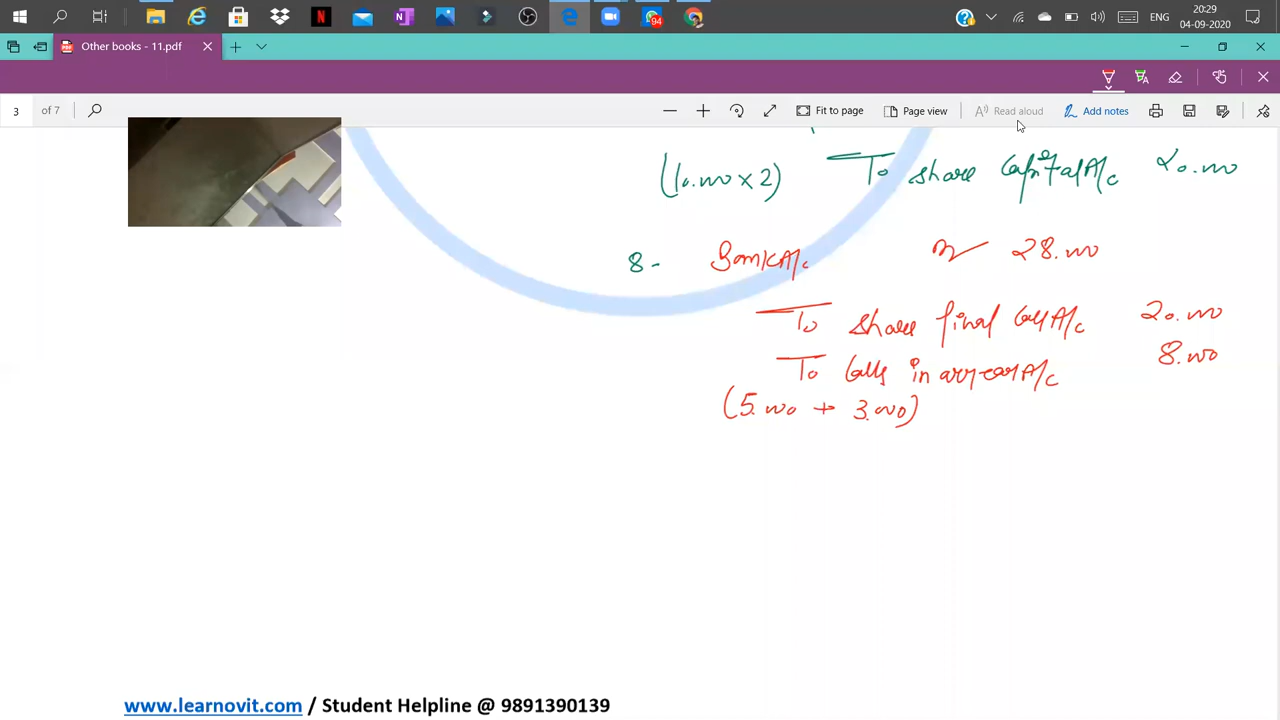 20:29
ENG
04-09-2020
94
Other books - 11.pdf
3 of 7
Fit to page
Page view
Read aloud
Add notes
(10.000 x 2) To share Capital A/c 20.000
8 - Bank A/c Dr 28.000
To share final Call A/c 20.000
To Calls in arrear A/c 8.000
(5.000 + 3.000)
www.learnovit.com / Student Helpline @ 9891390139